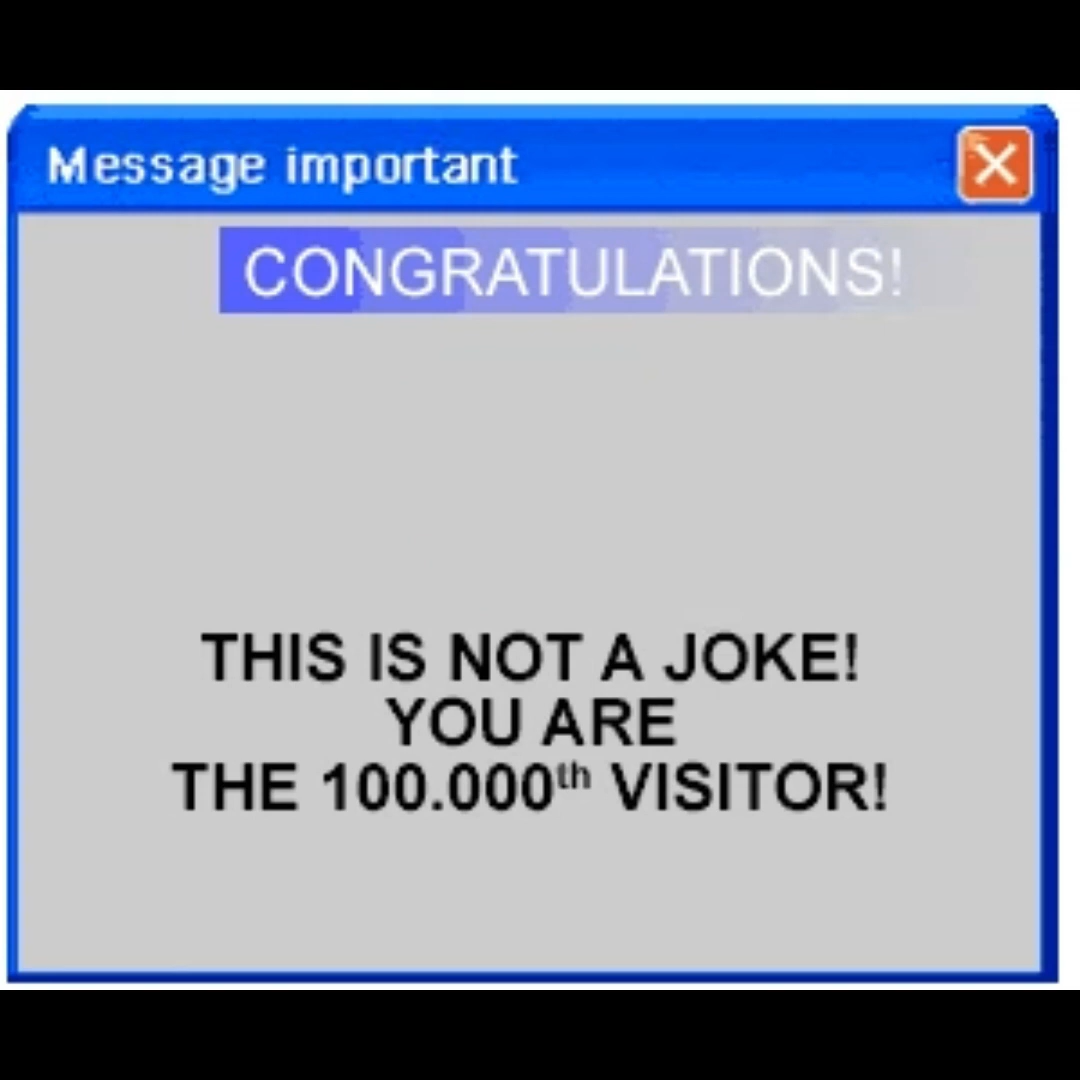 Message important
CONGRATULATIONS!
THIS IS NOT A JOKE!
YOU ARE
THE 100.000th VISITOR!